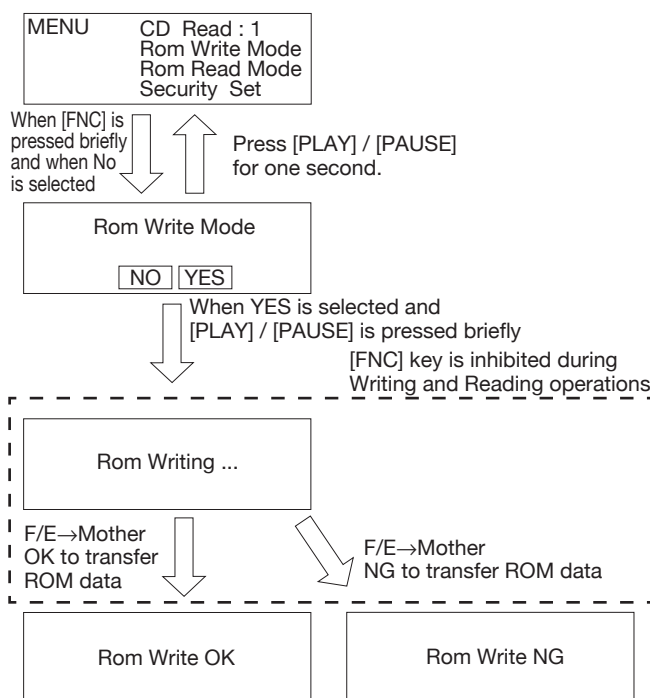 MENU CD Read : 1
Rom Write Mode
Rom Read Mode
Security Set
When [FNC] is
pressed briefly
and when No
is selected
Press [PLAY] / [PAUSE]
for one second.
Rom Write Mode
NO YES
When YES is selected and
[PLAY] / [PAUSE] is pressed briefly
[FNC] key is inhibited during
Writing and Reading operations
Rom Writing ...
F/E→Mother
OK to transfer
ROM data
F/E→Mother
NG to transfer ROM data
Rom Write OK
Rom Write NG